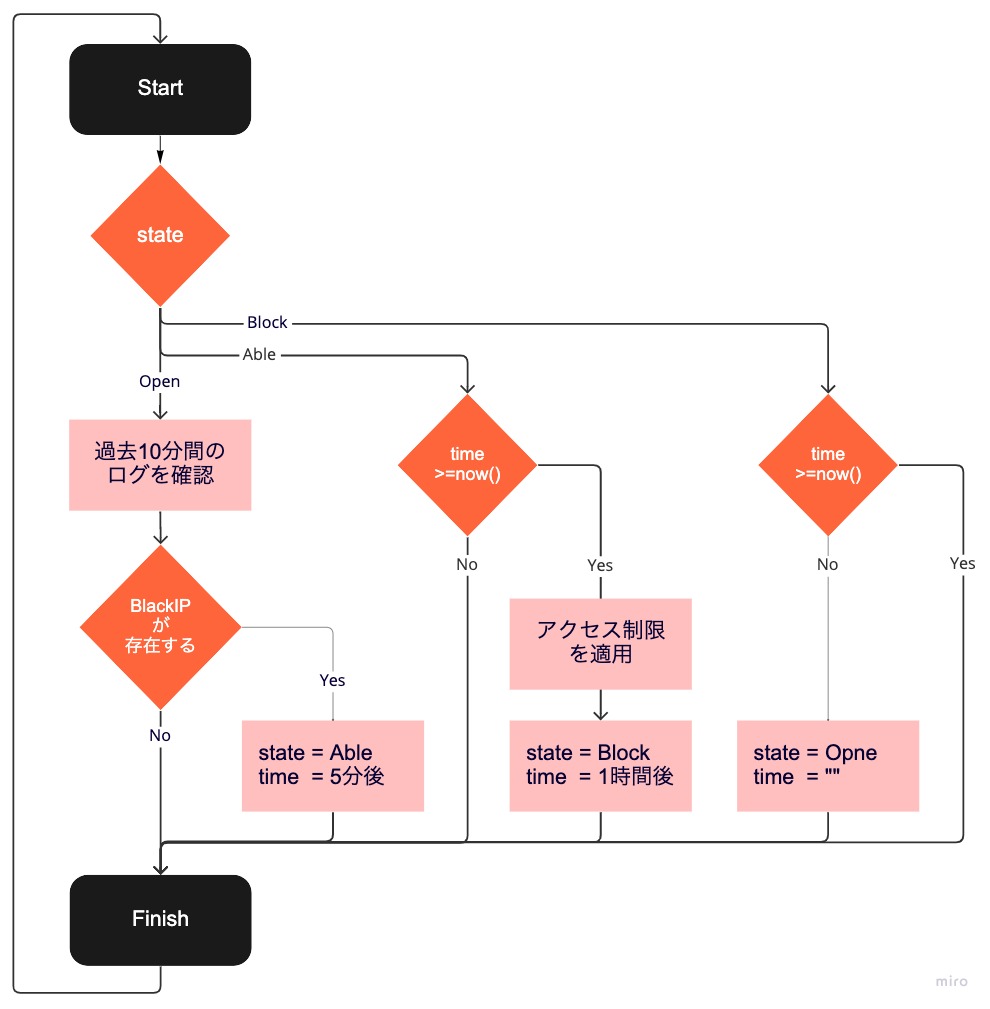 Start
state
Block
Able
Open
過去10分間の
ログを確認
time
>=now()
time
>=now()
No
Yes
No
Yes
BlackIP
が
存在する
Yes
No
アクセス制限
を適用
state = Able
time  = 5分後
state = Block
time  = 1時間後
state = Opne
time  = ""
Finish
miro